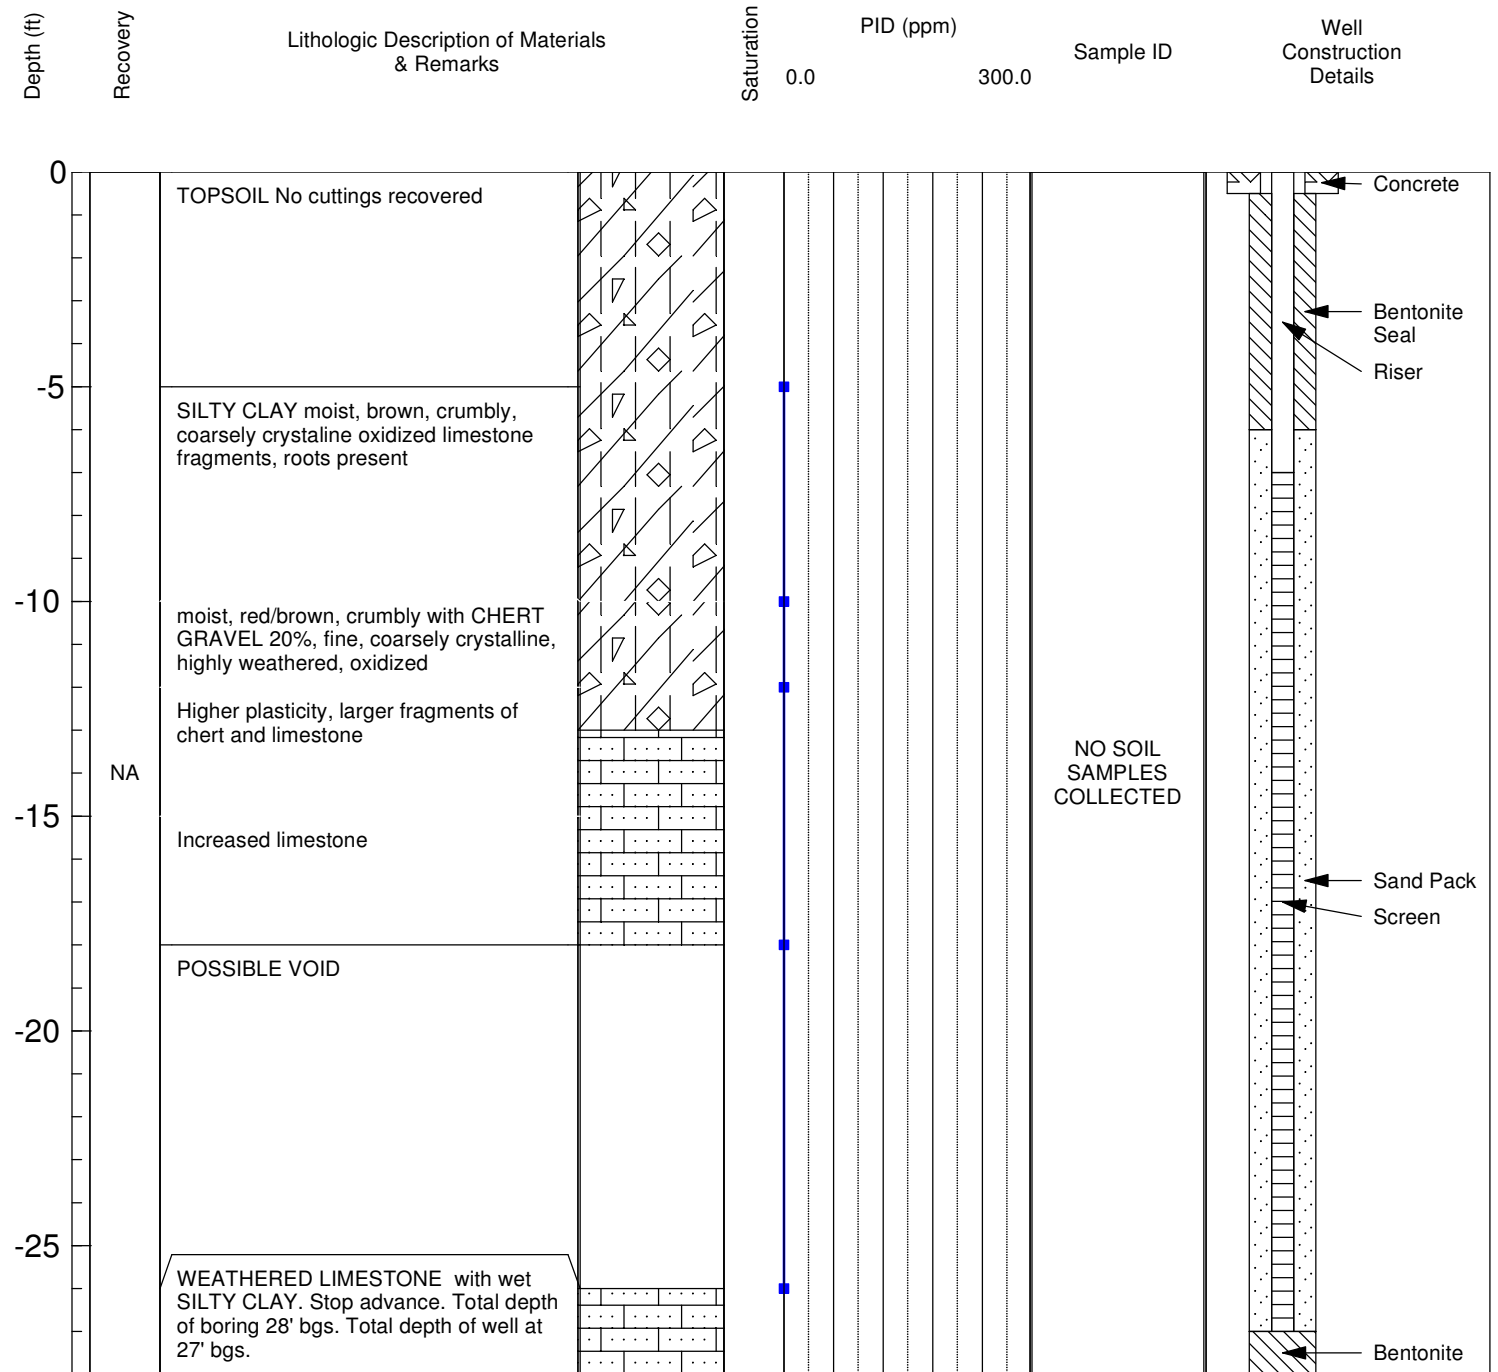 Depth (ft)
Recovery
Lithologic Description of Materials
& Remarks
Saturation
PID (ppm)
0.0
300.0
Sample ID
Well
Construction
Details
0
TOPSOIL No cuttings recovered
Concrete
Bentonite
Seal
Riser
-5
SILTY CLAY moist, brown, crumbly,
coarsely crystaline oxidized limestone
fragments, roots present
-10
moist, red/brown, crumbly with CHERT
GRAVEL 20%, fine, coarsely crystalline,
highly weathered, oxidized
Higher plasticity, larger fragments of
chert and limestone
NA
NO SOIL
SAMPLES
COLLECTED
-15
Increased limestone
Sand Pack
Screen
POSSIBLE VOID
-20
-25
WEATHERED LIMESTONE with wet
SILTY CLAY. Stop advance. Total depth
of boring 28' bgs. Total depth of well at
27' bgs.
Bentonite